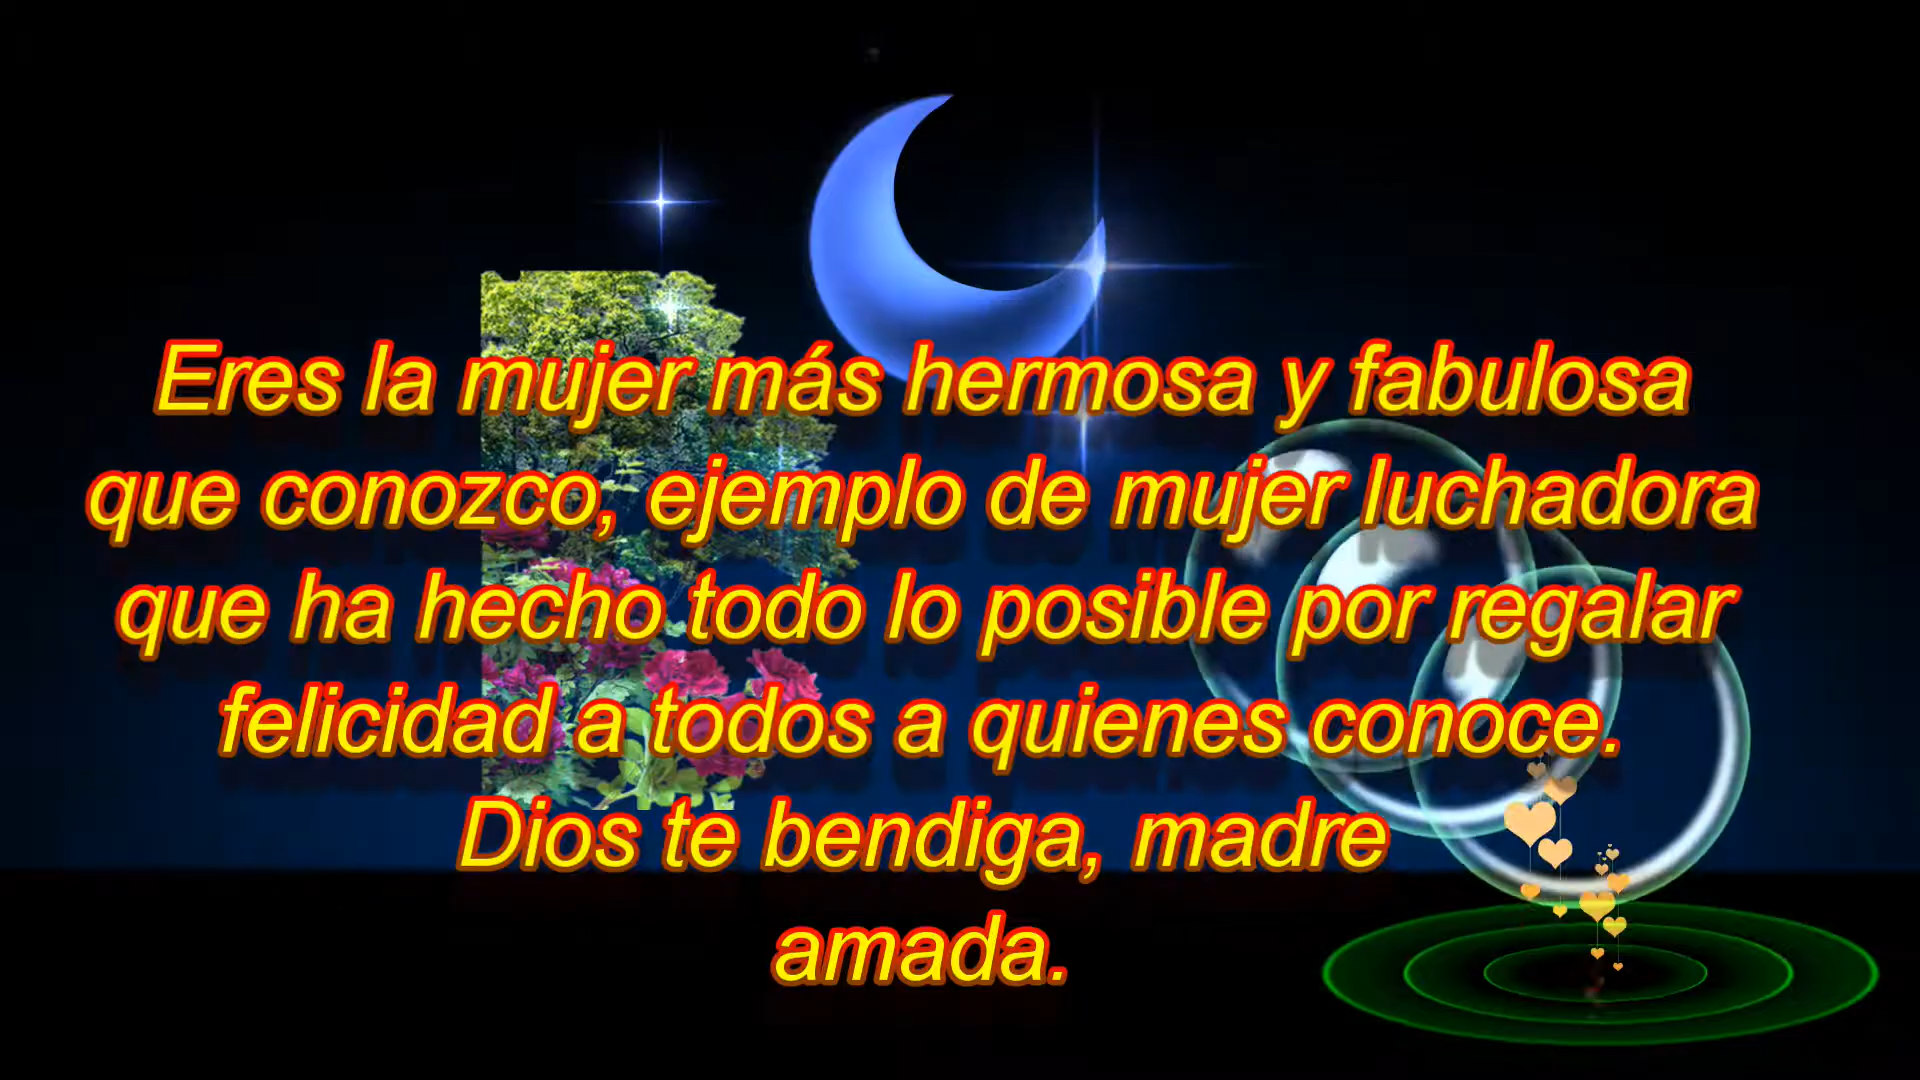 Eres la mujer más hermosa y fabulosa
que conozco, ejemplo de mujer luchadora
que ha hecho todo lo posible por regalar
felicidad a todos a quienes conoce.
Dios te bendiga, madre
amada.